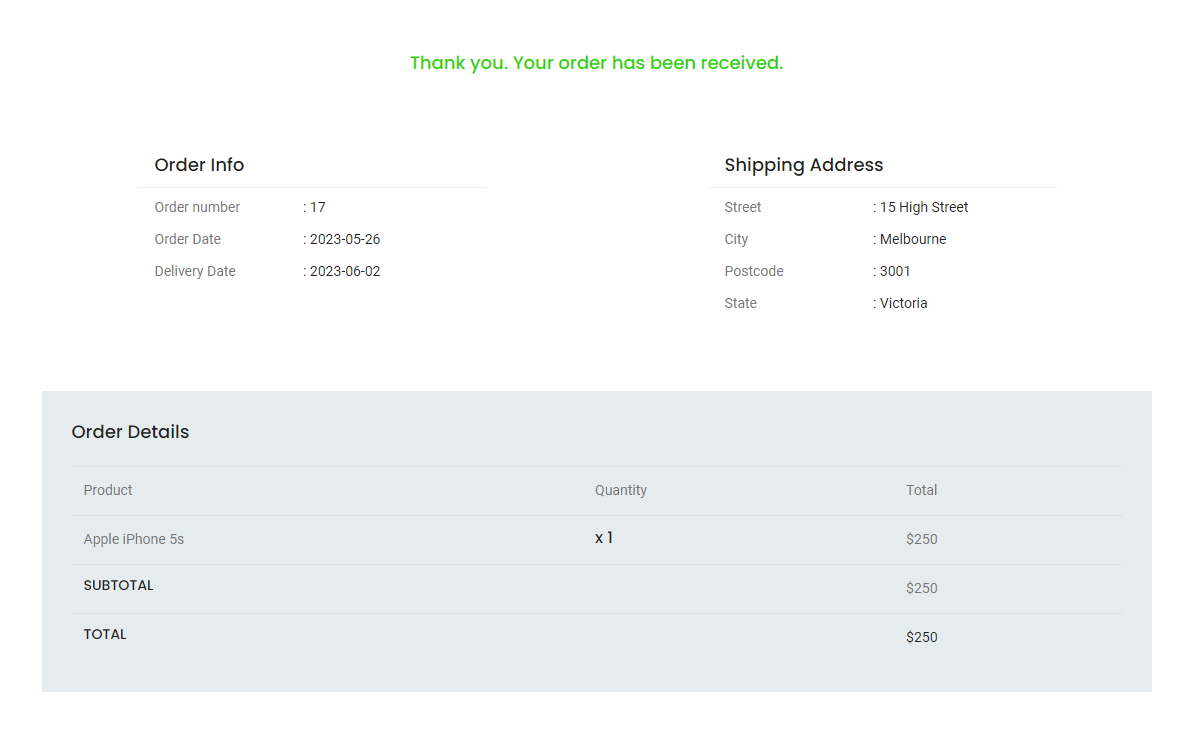 Thank you. Your order has been received.
Order Info
Order number : 17
Order Date : 2023-05-26
Delivery Date : 2023-06-02
Shipping Address
Street : 15 High Street
City : Melbourne
Postcode : 3001
State : Victoria
Order Details
Product Quantity Total
Apple iPhone 5s x 1 $250
SUBTOTAL $250
TOTAL $250